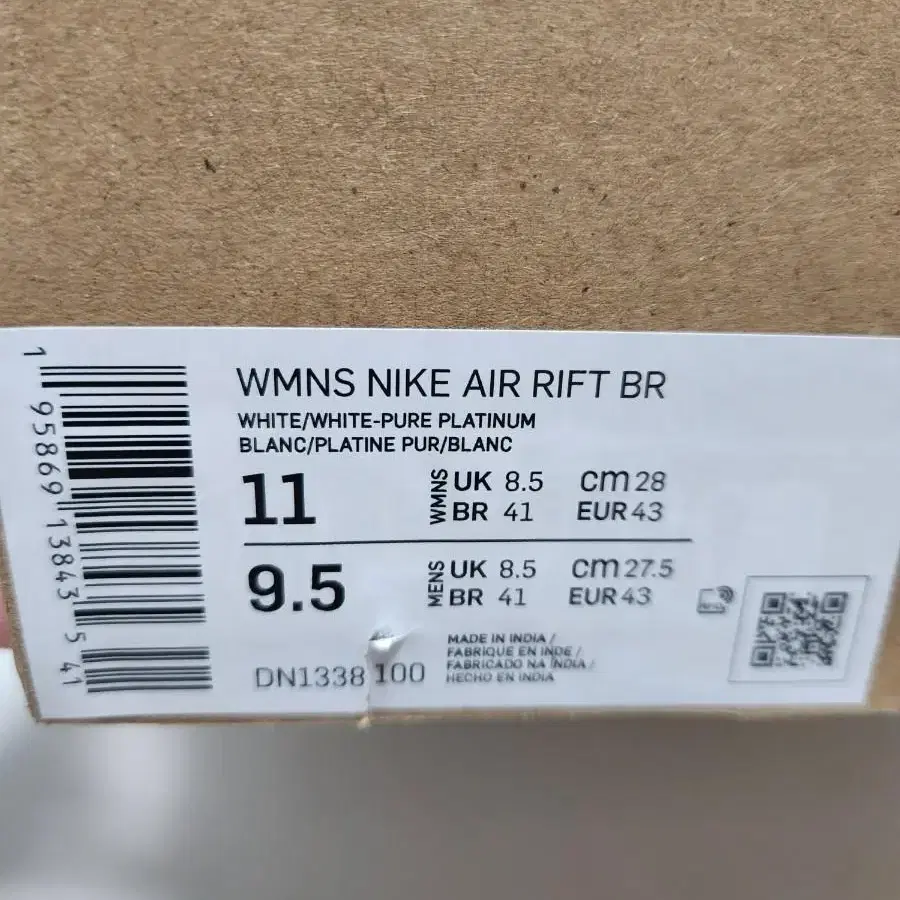 WMNS NIKE AIR RIFT BR
WHITE/WHITE-PURE PLATINUM
BLANC/PLATINE PUR/BLANC
11 WMNS UK 8.5 cm 28
BR 41 EUR 43
9.5 MENS UK 8.5 cm 27.5
BR 41 EUR 43
DN1338 100
MADE IN INDIA /
FABRIQUE EN INDE /
FABRICADO NA INDIA /
HECHO EN INDIA
1 95869 13843 5 41